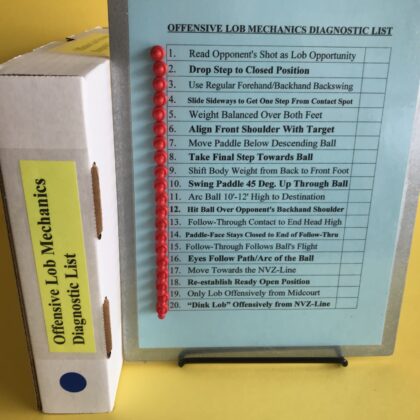 OFFENSIVE LOB MECHANICS DIAGNOSTIC LIST
1. Read Opponent's Shot as Lob Opportunity
2. Drop Step to Closed Position
3. Use Regular Forehand/Backhand Backswing
4. Slide Sideways to Get One Step From Contact Spot
5. Weight Balanced Over Both Feet
6. Align Front Shoulder With Target
7. Move Paddle Below Descending Ball
8. Take Final Step Towards Ball
9. Shift Body Weight from Back to Front Foot
10. Swing Paddle 45 Deg. Up Through Ball
11. Arc Ball 10'-12' High to Destination
12. Hit Ball Over Opponent's Backhand Shoulder
13. Follow-Through Contact to End Head High
14. Paddle-Face Stays Closed to End of Follow-Thru
15. Follow-Through Follows Ball's Flight
16. Eyes Follow Path/Arc of the Ball
17. Move Towards the NVZ-Line
18. Re-establish Ready Open Position
19. Only Lob Offensively from Midcourt
20. “Dink Lob” Offensively from NVZ-Line
Offensive Lob Mechanics
Diagnostic List